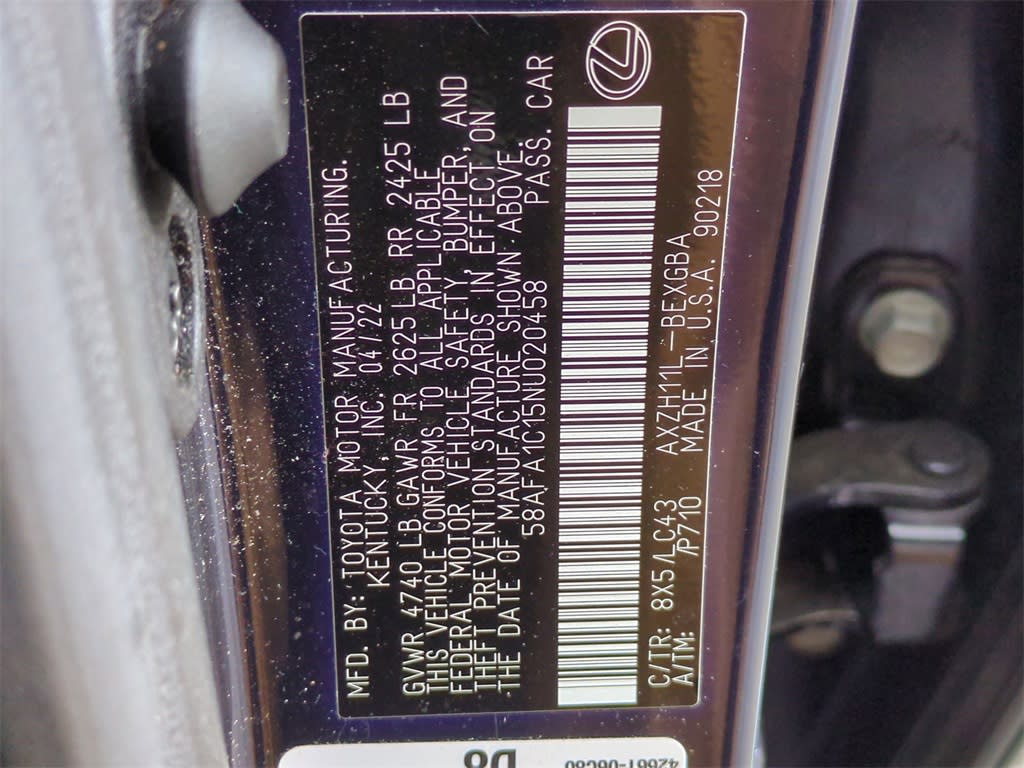 MFD. BY: TOYOTA MOTOR MANUFACTURING.
KENTUCKY, INC. 04/22
GVWR 4740 LB GAWR FR 2625 LB RR 2425 LB
THIS VEHICLE CONFORMS TO ALL APPLICABLE
FEDERAL MOTOR VEHICLE SAFETY BUMPER, AND
THEFT PREVENTION STANDARDS IN EFFECT ON
THE DATE OF MANUFACTURE SHOWN ABOVE.
58AFA1C15NU020458 PASS. CAR
C/TR: 8X5/LC43 AXZH11L-BEXGBA
A/TM: /P710 MADE IN U.S.A. 90218
D8